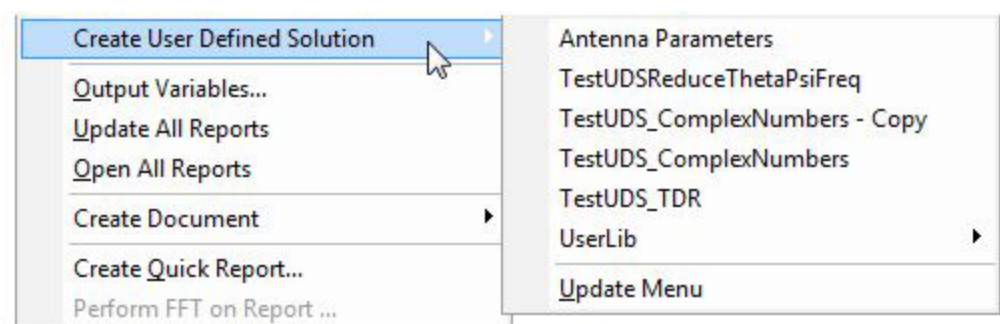 Create User Defined Solution
Output Variables...
Update All Reports
Open All Reports
Create Document
Create Quick Report...
Perform FFT on Report ...
Antenna Parameters
TestUDSReduceThetaPsiFreq
TestUDS_ComplexNumbers - Copy
TestUDS_ComplexNumbers
TestUDS_TDR
UserLib
Update Menu